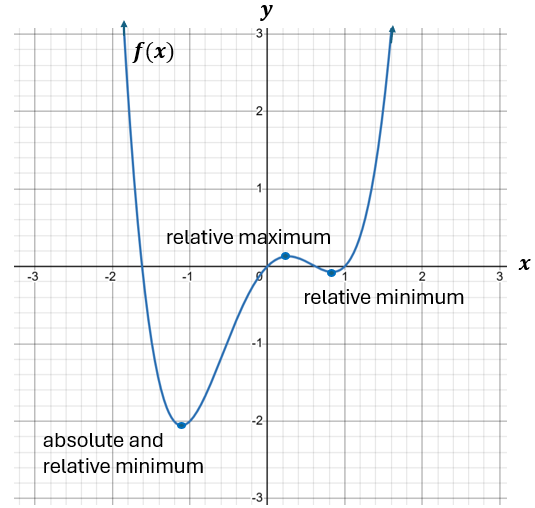 y
f(x)
3
2
1
relative maximum
-3
-2
-1
0
1
2
3
x
relative minimum
-1
-2
absolute and
relative minimum
-3